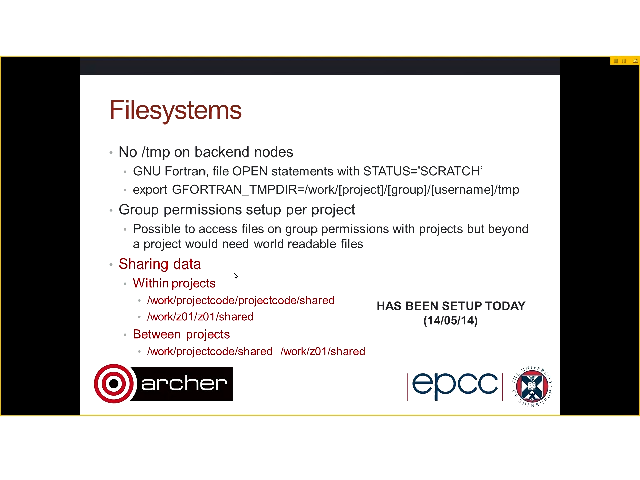 Filesystems
• No /tmp on backend nodes
• GNU Fortran, file OPEN statements with STATUS='SCRATCH'
• export GFORTRAN_TMPDIR=/work/[project]/[group]/[username]/tmp
• Group permissions setup per project
• Possible to access files on group permissions with projects but beyond
a project would need world readable files
• Sharing data
• Within projects
• /work/projectcode/projectcode/shared
• /work/z01/z01/shared
HAS BEEN SETUP TODAY
(14/05/14)
• Between projects
• /work/projectcode/shared /work/z01/shared
archer
epcc